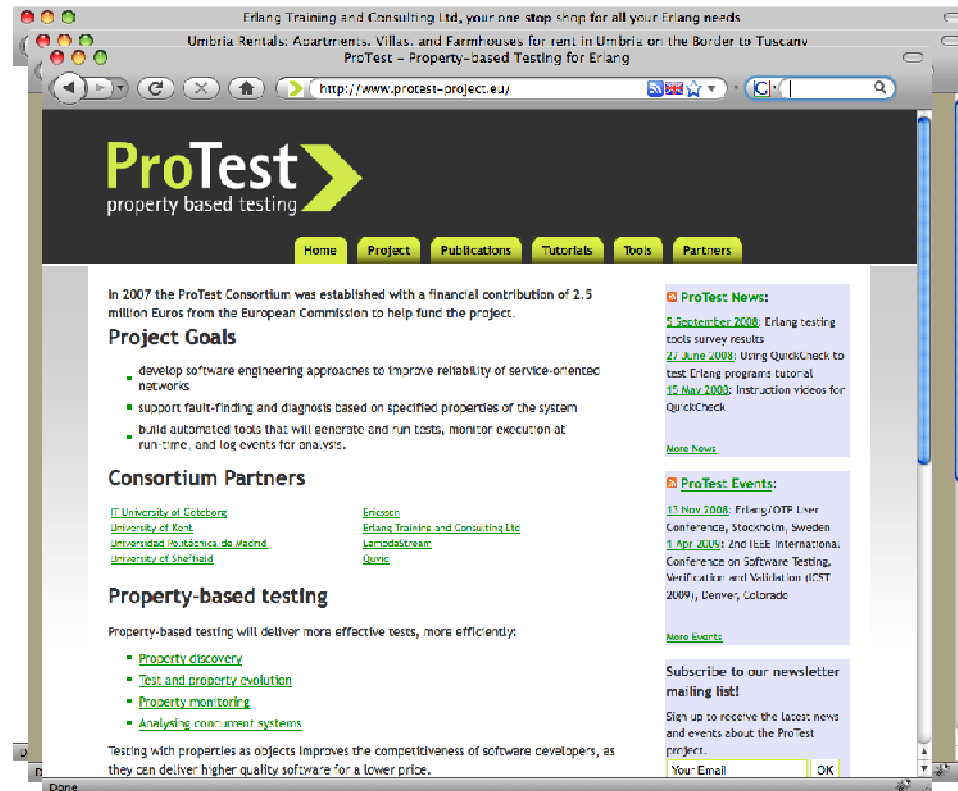 Erlang Training and Consulting Ltd, your one stop shop for all your Erlang needs
Umbria Rentals: Apartments, Villas, and Farmhouses for rent in Umbria on the Border to Tuscany
ProTest – Property-based Testing for Erlang
http://www.protest-project.eu/
G
ProTest
property based testing
Home Project Publications Tutorials Tools Partners
In 2007 the ProTest Consortium was established with a financial contribution of 2.5
million Euros from the European Commission to help fund the project.
Project Goals
develop software engineering approaches to improve reliability of service-oriented
networks
support fault-finding and diagnosis based on specified properties of the system
build automated tools that will generate and run tests, monitor execution at
run-time, and log events for analysis.
Consortium Partners
IT University of Goteborg
University of Kent
Universidad Politécnica de Madrid
University of Sheffield
Ericsson
Erlang Training and Consulting Ltd
LamdaStream
Quviq
Property-based testing
Property-based testing will deliver more effective tests, more efficiently:
Property discovery
Test and property evolution
Property monitoring
Analysing concurrent systems
Testing with properties as objects improves the competitiveness of software developers, as
they can deliver higher quality software for a lower price.
ProTest News:
5 September 2008: Erlang testing
tools survey results
27 June 2008: Using QuickCheck to
test Erlang programs tutorial
15 May 2008: Instruction videos for
QuickCheck
More News
ProTest Events:
13 Nov 2008: Erlang/OTP User
Conference, Stockholm, Sweden
1 Apr 2009: 2nd IEEE International
Conference on Software Testing,
Verification and Validation (ICST
2009), Denver, Colorado
More Events
Subscribe to our newsletter
mailing list!
Sign up to receive the latest news
and events about the ProTest
project.
Your Email OK
D
D
Done